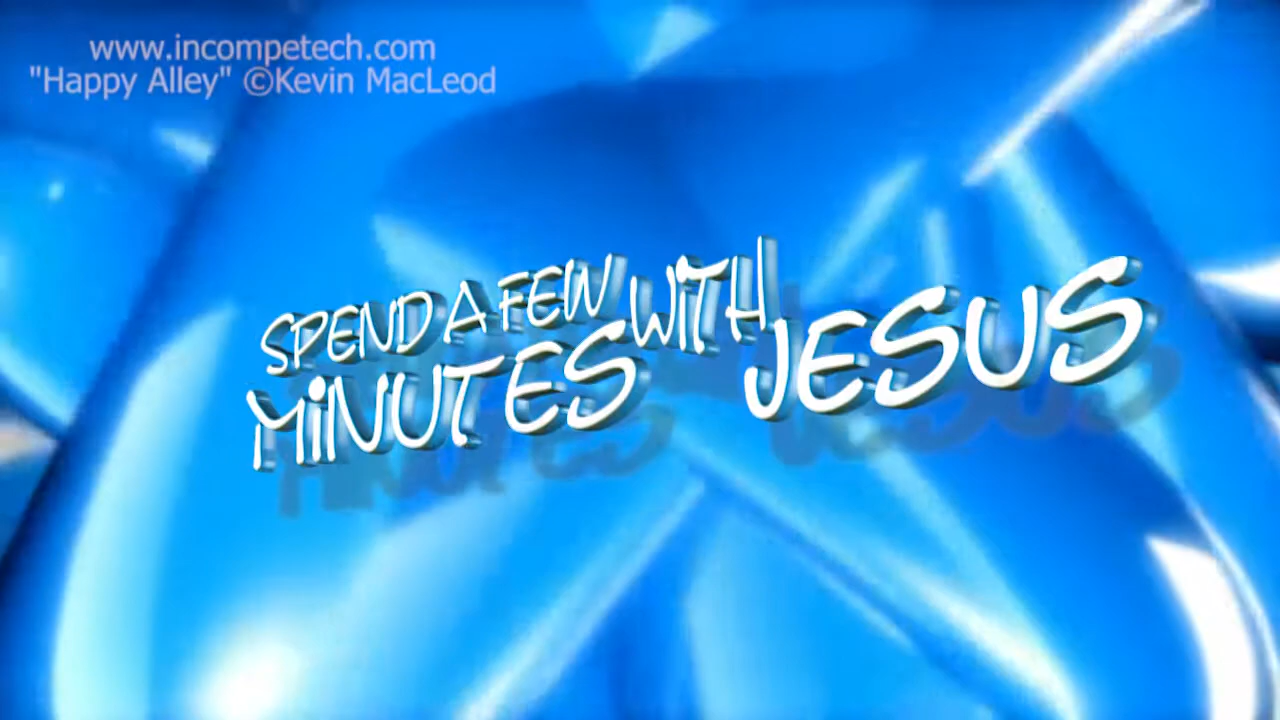 www.incompetech.com
"Happy Alley" ©Kevin MacLeod
SPEND A FEW
MiNUTES WiTH
JESUS